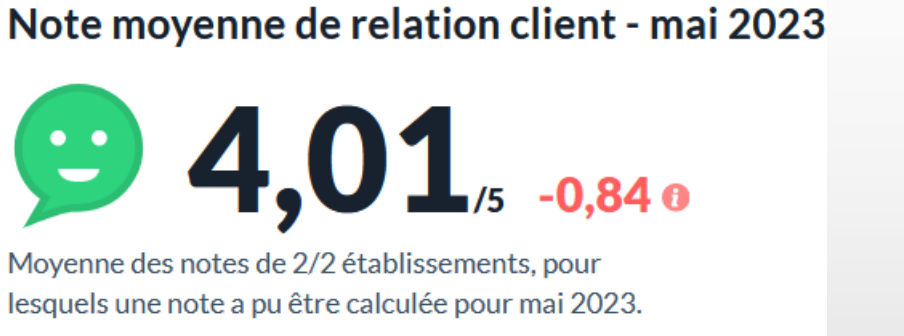 Note moyenne de relation client - mai 2023
4,01/5 -0,84 i
Moyenne des notes de 2/2 établissements, pour
lesquels une note a pu être calculée pour mai 2023.